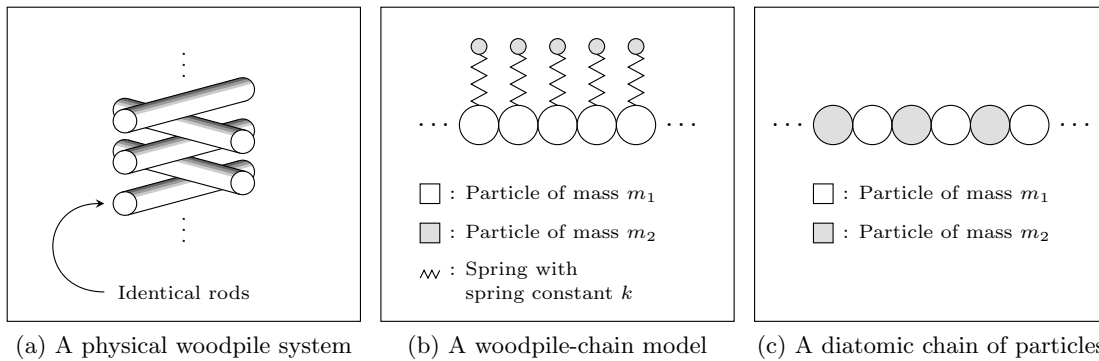 Identical rods
: Particle of mass m₁
: Particle of mass m₂
: Spring with
spring constant k
: Particle of mass m₁
: Particle of mass m₂
(a) A physical woodpile system
(b) A woodpile-chain model
(c) A diatomic chain of particles